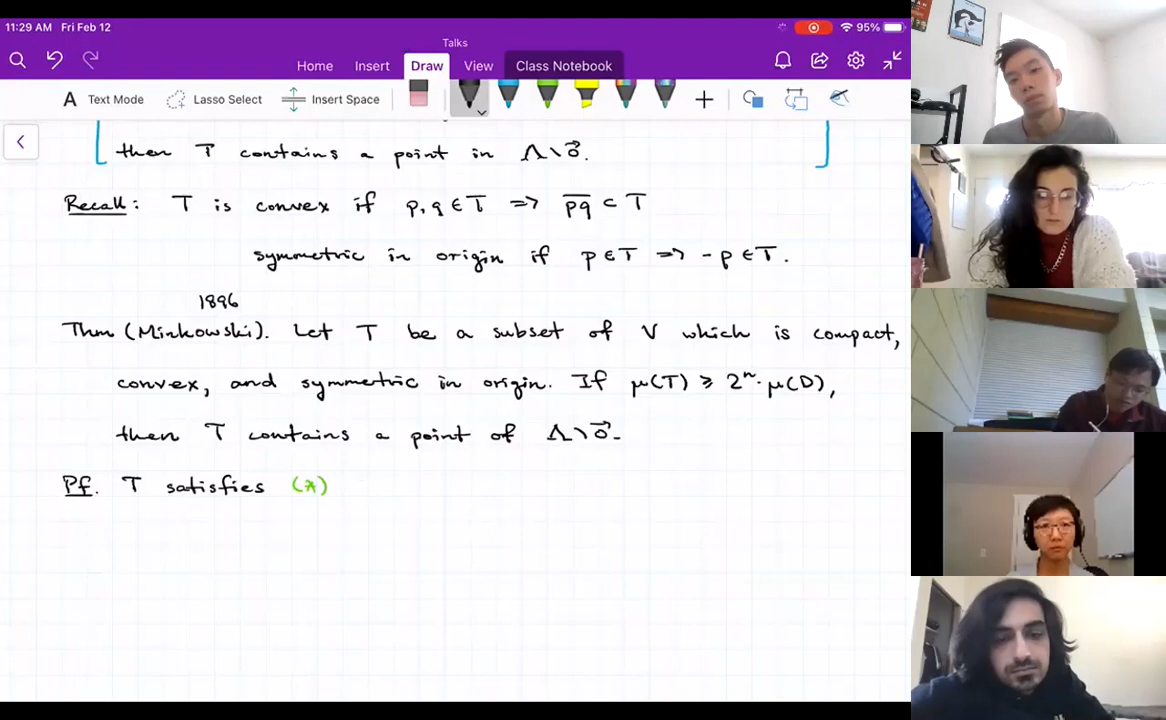 11:29 AM Fri Feb 12
95%
Talks
Home Insert Draw View Class Notebook
A Text Mode Lasso Select Insert Space
then T contains a point in Λ\0⃗.
Recall: T is convex if p, q ∈ T ⇒ p̅q̅ ⊂ T
symmetric in origin if p ∈ T ⇒ -p ∈ T.
1896
Thm (Minkowski). Let T be a subset of V which is compact,
convex, and symmetric in origin. If μ(T) ≥ 2ⁿ·μ(D),
then T contains a point of Λ\0⃗.
Pf. T satisfies (*)